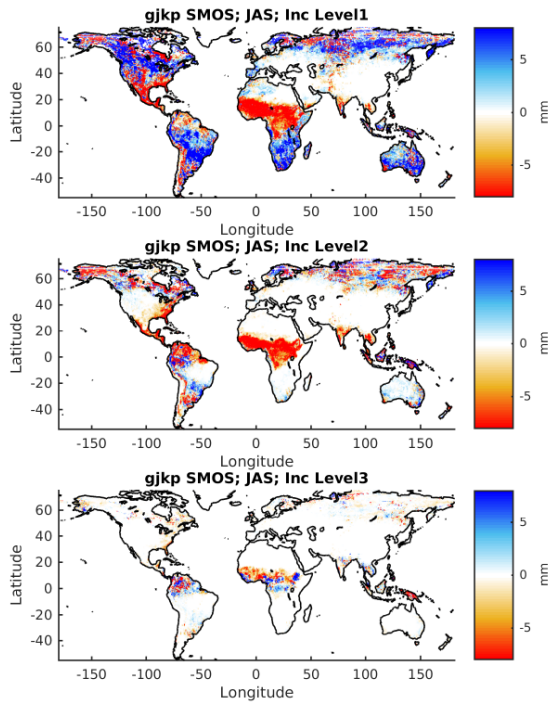 gjkp SMOS; JAS; Inc Level1
60
40
20
0
-20
-40
Latitude
-150 -100 -50 0 50 100 150
Longitude
5
0
-5
mm
gjkp SMOS; JAS; Inc Level2
60
40
20
0
-20
-40
Latitude
-150 -100 -50 0 50 100 150
Longitude
5
0
-5
mm
gjkp SMOS; JAS; Inc Level3
60
40
20
0
-20
-40
Latitude
-150 -100 -50 0 50 100 150
Longitude
5
0
-5
mm